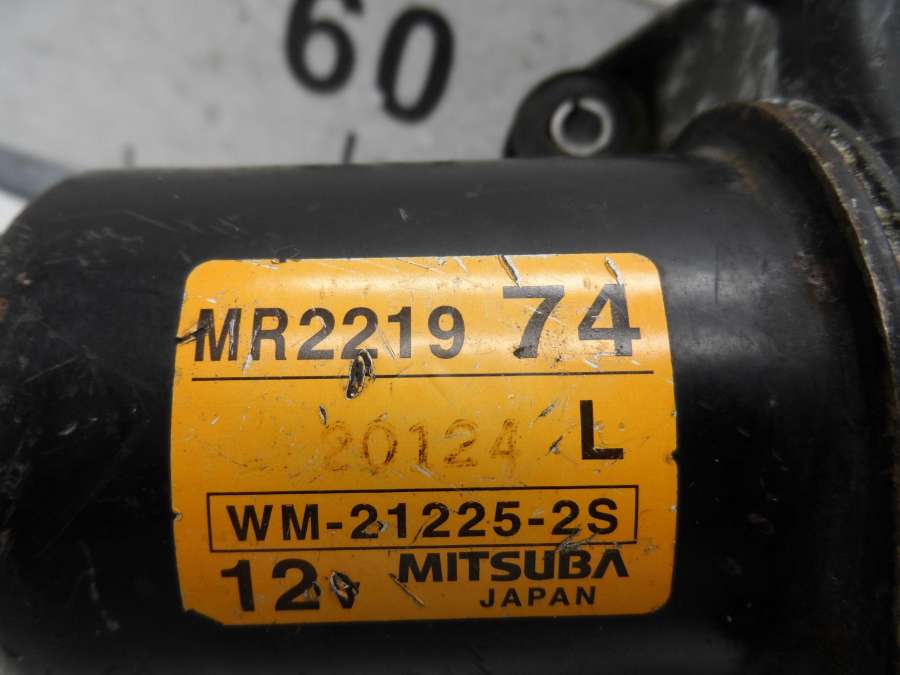 60
MR2219 74
20124 L
WM-21225-2S
12V MITSUBA
JAPAN